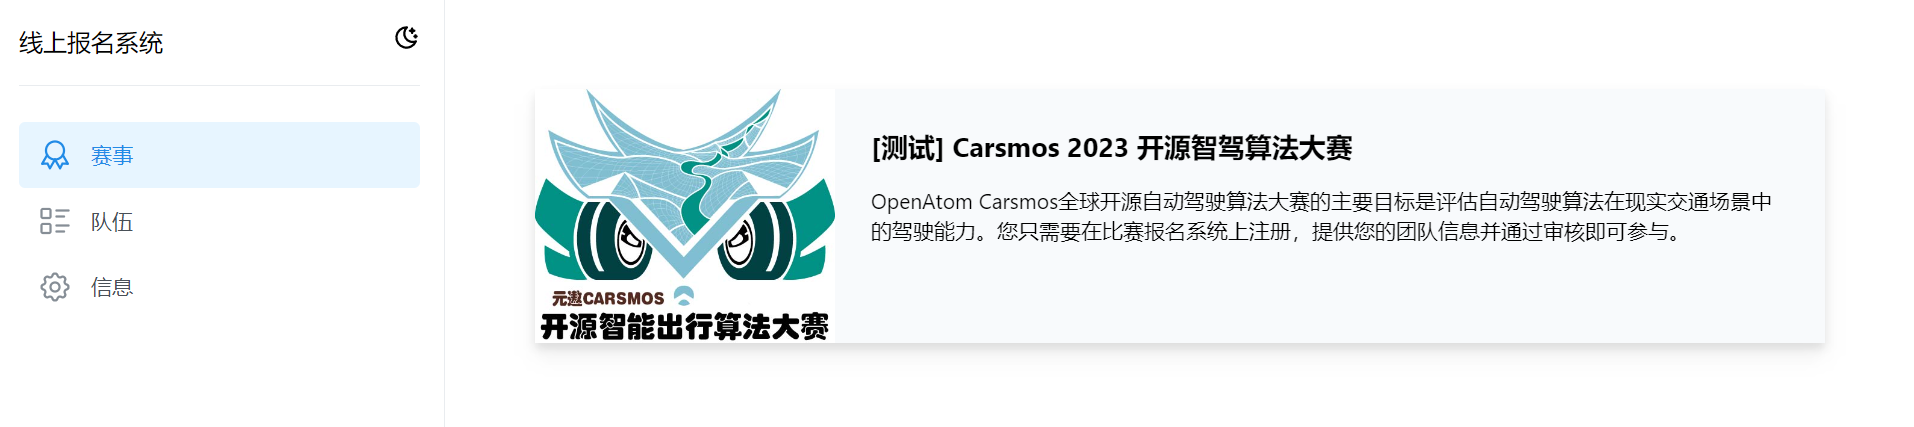 线上报名系统
赛事
队伍
信息
元遨CARSMOS
开源智能出行算法大赛
[测试] Carsmos 2023 开源智驾算法大赛
OpenAtom Carsmos全球开源自动驾驶算法大赛的主要目标是评估自动驾驶算法在现实交通场景中
的驾驶能力。您只需要在比赛报名系统上注册，提供您的团队信息并通过审核即可参与。